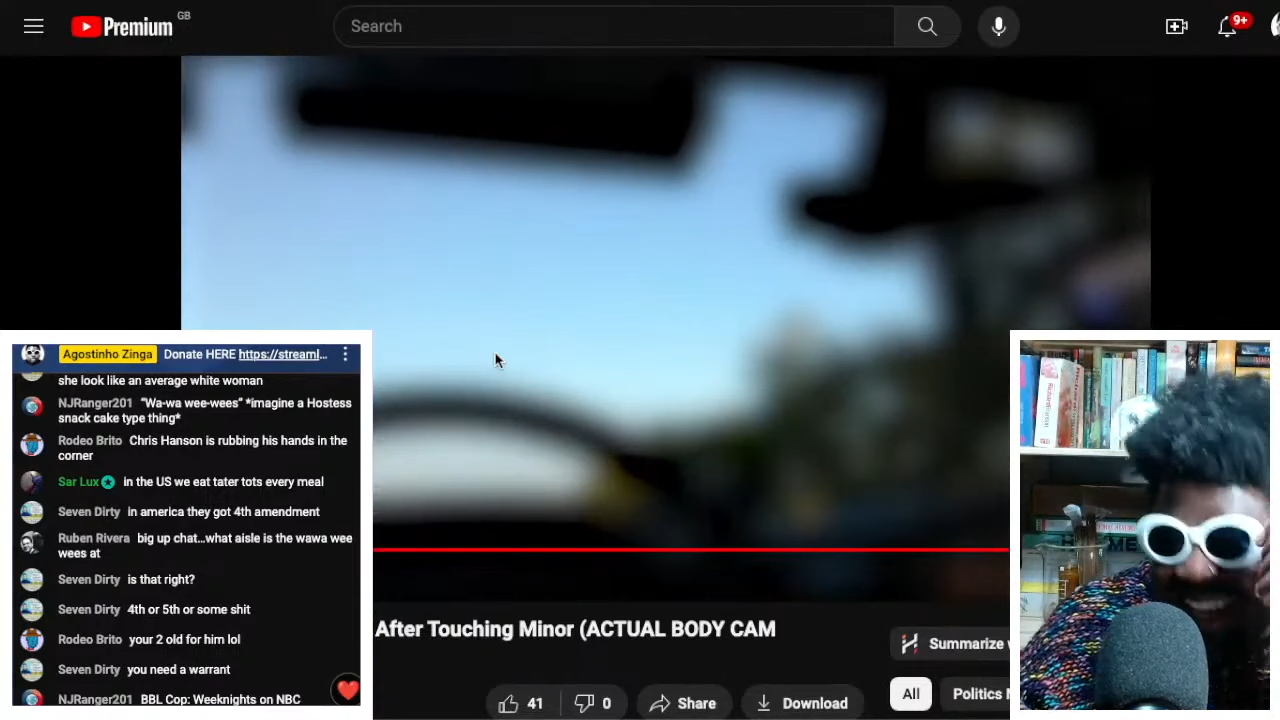 Premium GB
Search
9+
Agostinho Zinga Donate HERE https://streaml...
she look like an average white woman
NJRanger201 “Wa-wa wee-wees” *imagine a Hostess
snack cake type thing*
Rodeo Brito Chris Hanson is rubbing his hands in the
corner
Sar Lux in the US we eat tater tots every meal
Seven Dirty in america they got 4th amendment
Ruben Rivera big up chat...what aisle is the wawa wee
wees at
Seven Dirty is that right?
Seven Dirty 4th or 5th or some shit
Rodeo Brito your 2 old for him lol
Seven Dirty you need a warrant
NJRanger201 BBL Cop: Weeknights on NBC
After Touching Minor (ACTUAL BODY CAM
Summarize
41
0
Share
Download
All
Politics